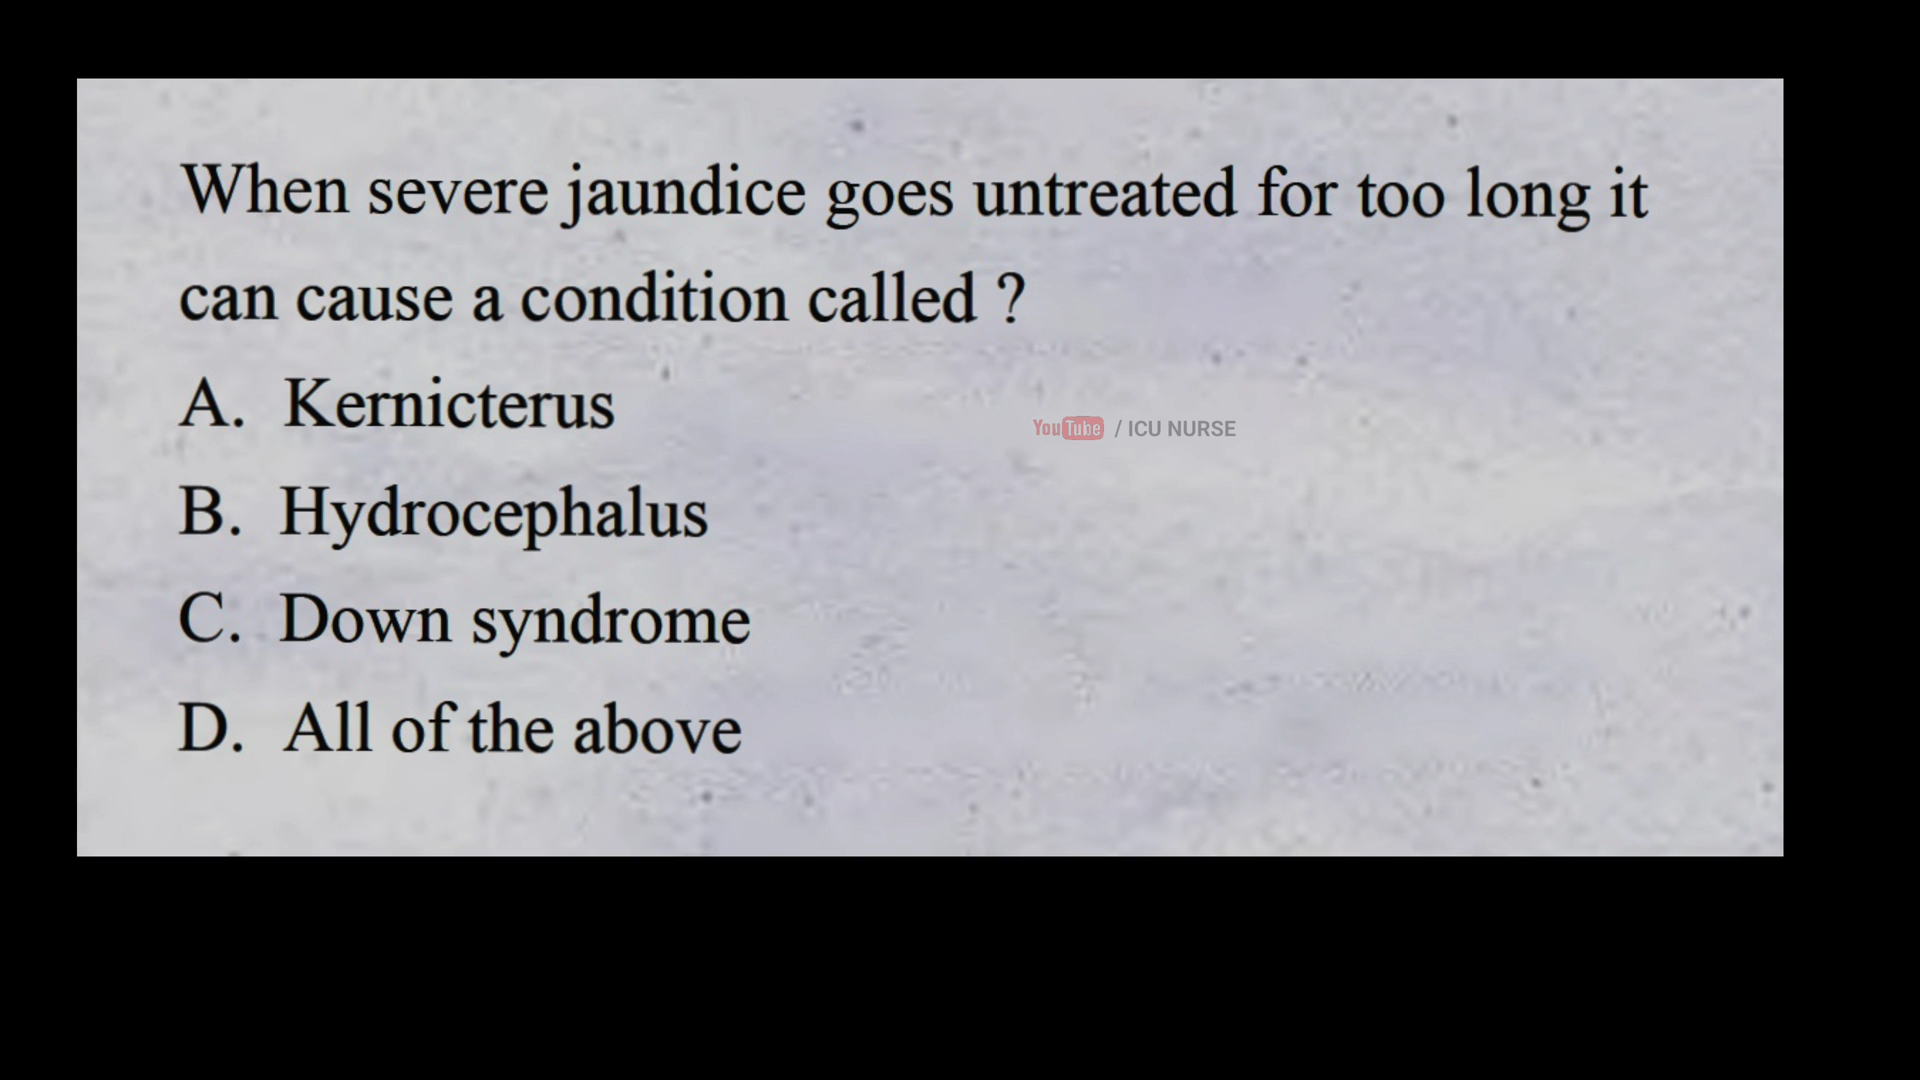 When severe jaundice goes untreated for too long it
can cause a condition called ?
A. Kernicterus
YouTube / ICU NURSE
B. Hydrocephalus
C. Down syndrome
D. All of the above